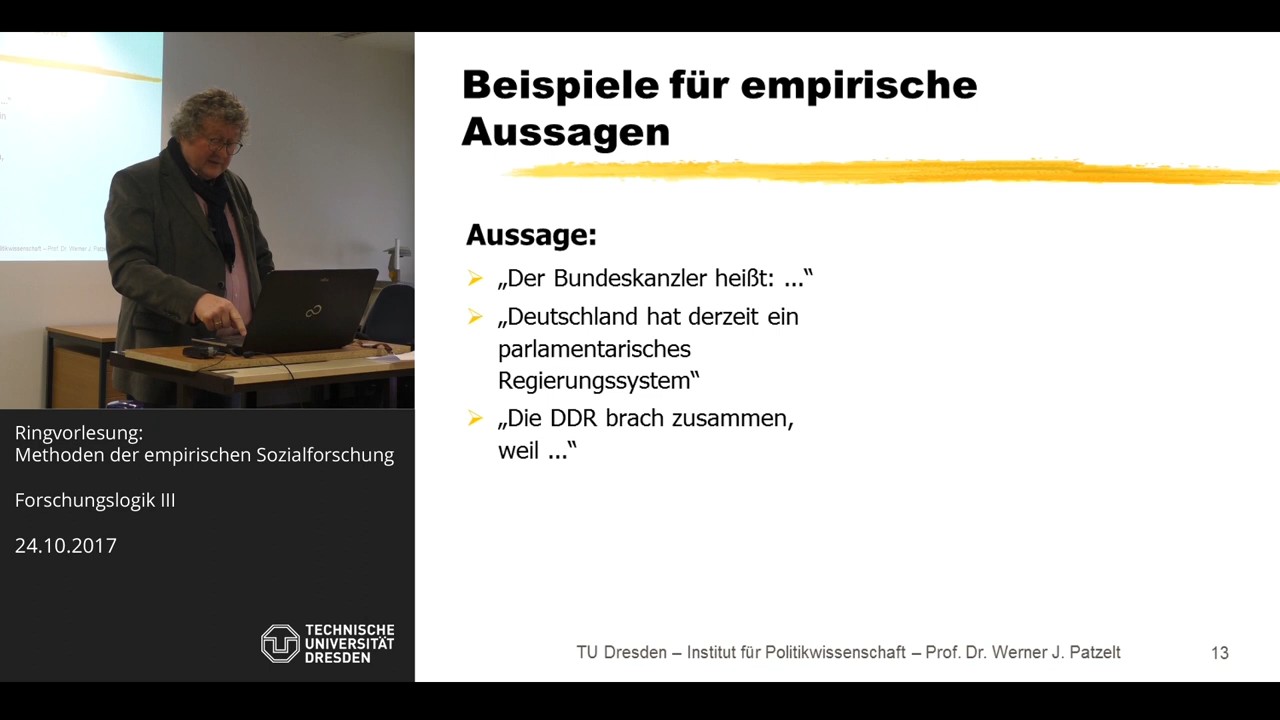 Beispiele für empirische
Aussagen
Aussage:
„Der Bundeskanzler heißt: ...“
„Deutschland hat derzeit ein
parlamentarisches
Regierungssystem“
„Die DDR brach zusammen,
weil ...“
TU Dresden – Institut für Politikwissenschaft – Prof. Dr. Werner J. Patzelt
13
Ringvorlesung:
Methoden der empirischen Sozialforschung
Forschungslogik III
24.10.2017
TECHNISCHE
UNIVERSITÄT
DRESDEN